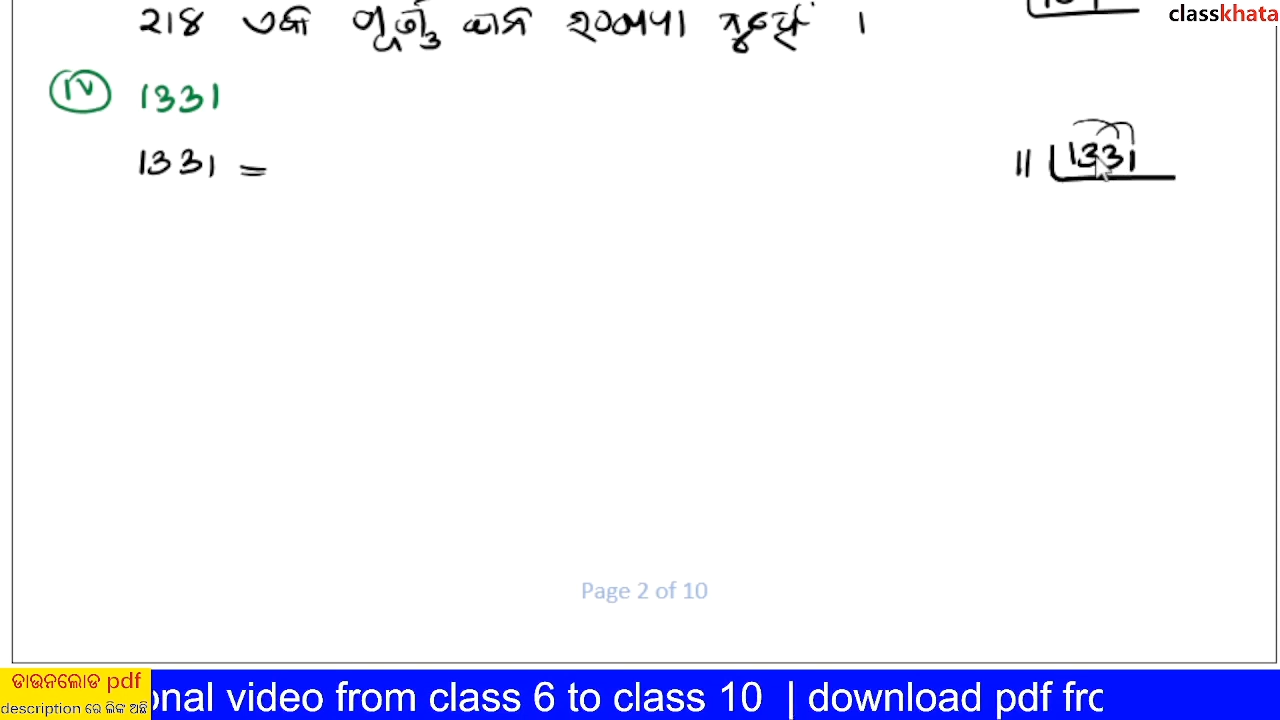 classkhata
୨୧୪ ଏକ ପୂର୍ଣ୍ଣ ଘନ ସଂଖ୍ୟା ନୁହେଁ ।
(iv) 1331
1331 =
11 1331
Page 2 of 10
ଡାଉନଲୋଡ pdf
description ରେ ଲିଙ୍କ ଅଛି
onal video from class 6 to class 10 | download pdf frc